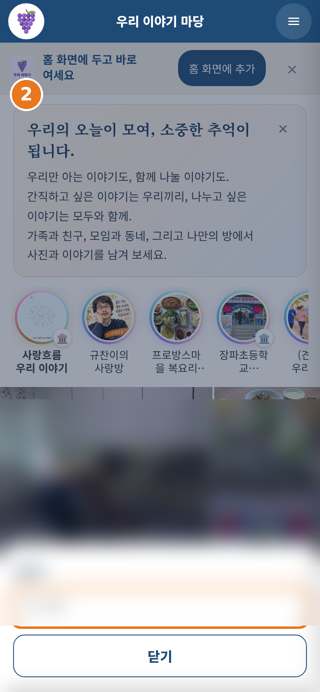 우리 이야기 마당
홈 화면에 두고 바로
여세요
홈 화면에 추가
2
우리의 오늘이 모여, 소중한 추억이
됩니다.
우리만 아는 이야기도, 함께 나눌 이야기도.
간직하고 싶은 이야기는 우리끼리, 나누고 싶은
이야기는 모두와 함께.
가족과 친구, 모임과 동네, 그리고 나만의 방에서
사진과 이야기를 남겨 보세요.
사랑흐름
우리 이야기
규찬이의
사랑방
프로방스마
을 복요리…
장파초등학
교…
(건
우리
닫기